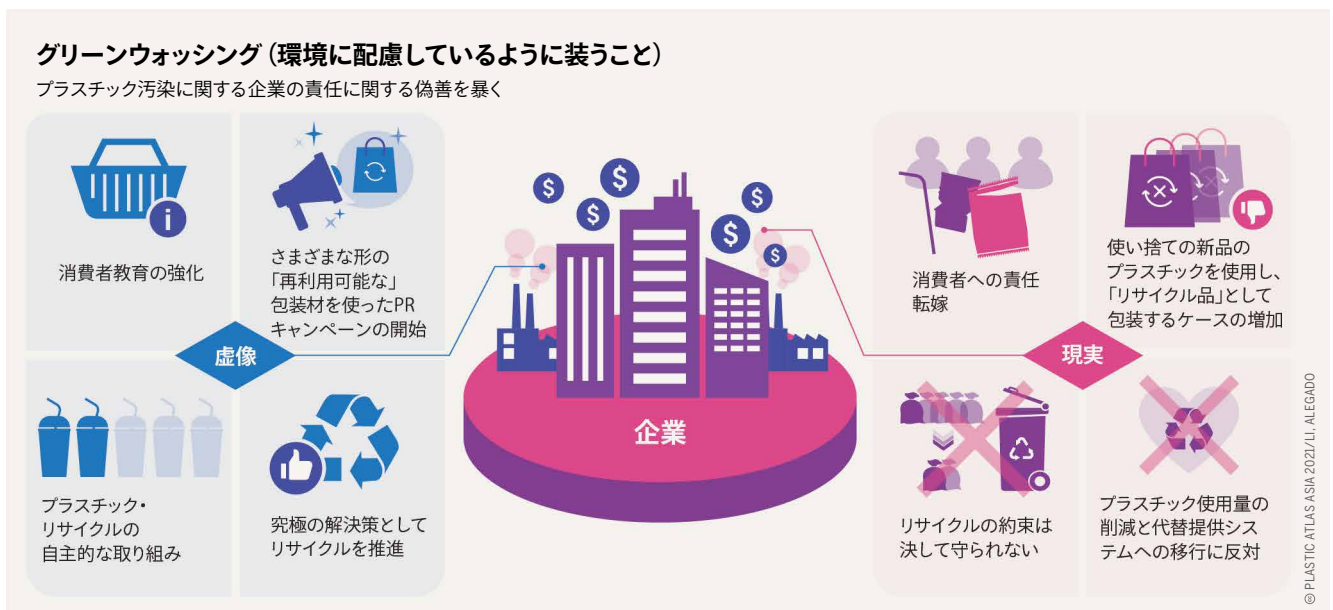 グリーンウォッシング（環境に配慮しているように装うこと）
プラスチック汚染に関する企業の責任に関する偽善を暴く
消費者教育の強化
さまざまな形の
「再利用可能な」
包装材を使ったPR
キャンペーンの開始
虚像
プラスチック・
リサイクルの
自主的な取り組み
究極の解決策として
リサイクルを推進
$
$
$
$
$
$
企業
消費者への責任
転嫁
使い捨ての新品の
プラスチックを使用し、
「リサイクル品」として
包装するケースの増加
現実
リサイクルの約束は
決して守られない
プラスチック使用量の
削減と代替提供シス
テムへの移行に反対
i
PLASTIC ATLAS ASIA 2021/LI, ALEGADO